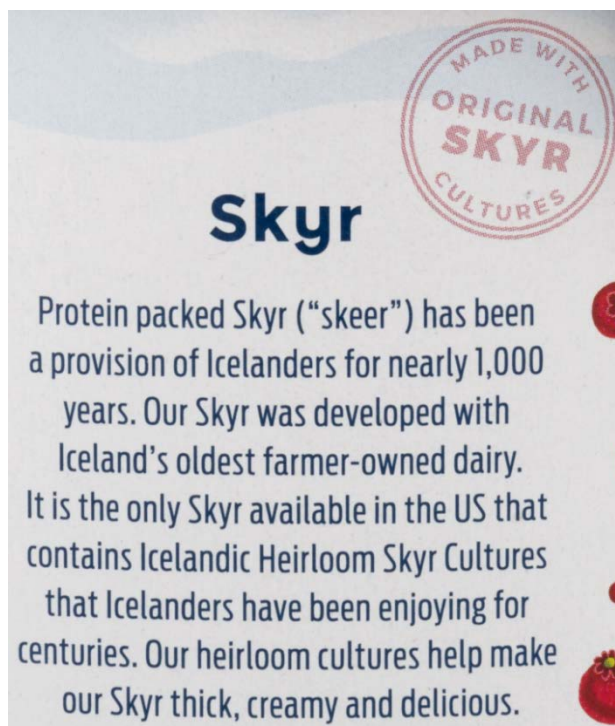 MADE WITH
ORIGINAL
SKYR
CULTURES
Skyr
Protein packed Skyr (“skeer”) has been
a provision of Icelanders for nearly 1,000
years. Our Skyr was developed with
Iceland’s oldest farmer-owned dairy.
It is the only Skyr available in the US that
contains Icelandic Heirloom Skyr Cultures
that Icelanders have been enjoying for
centuries. Our heirloom cultures help make
our Skyr thick, creamy and delicious.